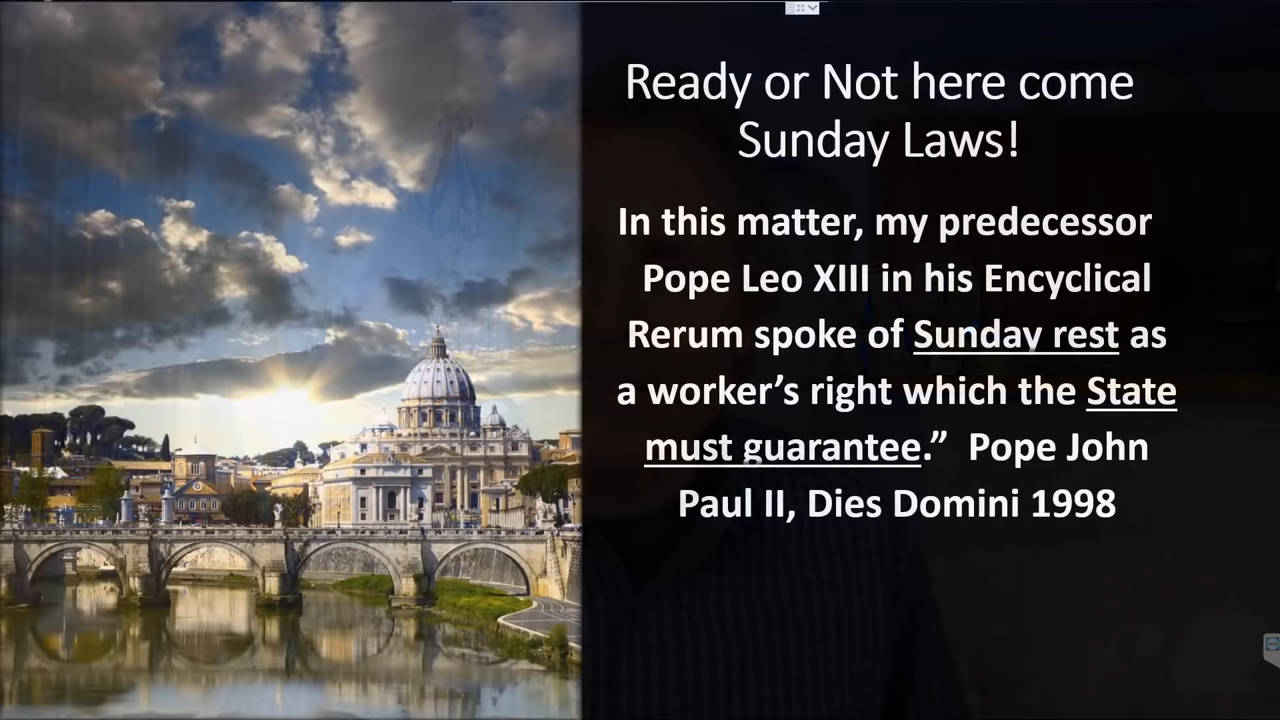 Ready or Not here come
Sunday Laws!
In this matter, my predecessor
Pope Leo XIII in his Encyclical
Rerum spoke of Sunday rest as
a worker’s right which the State
must guarantee.” Pope John
Paul II, Dies Domini 1998